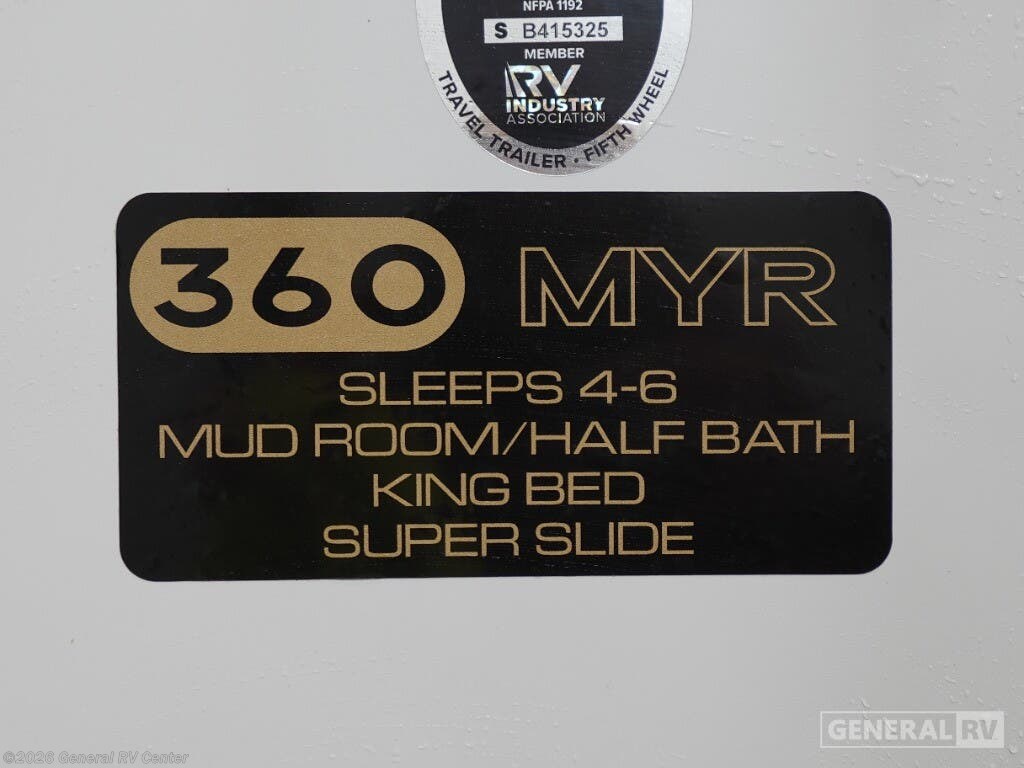 NFPA 1192
S B415325
MEMBER
RV
INDUSTRY
ASSOCIATION
TRAVEL TRAILER • FIFTH WHEEL
360 MYR
SLEEPS 4-6
MUD ROOM/HALF BATH
KING BED
SUPER SLIDE
GENERAL RV
©2026 General RV Center